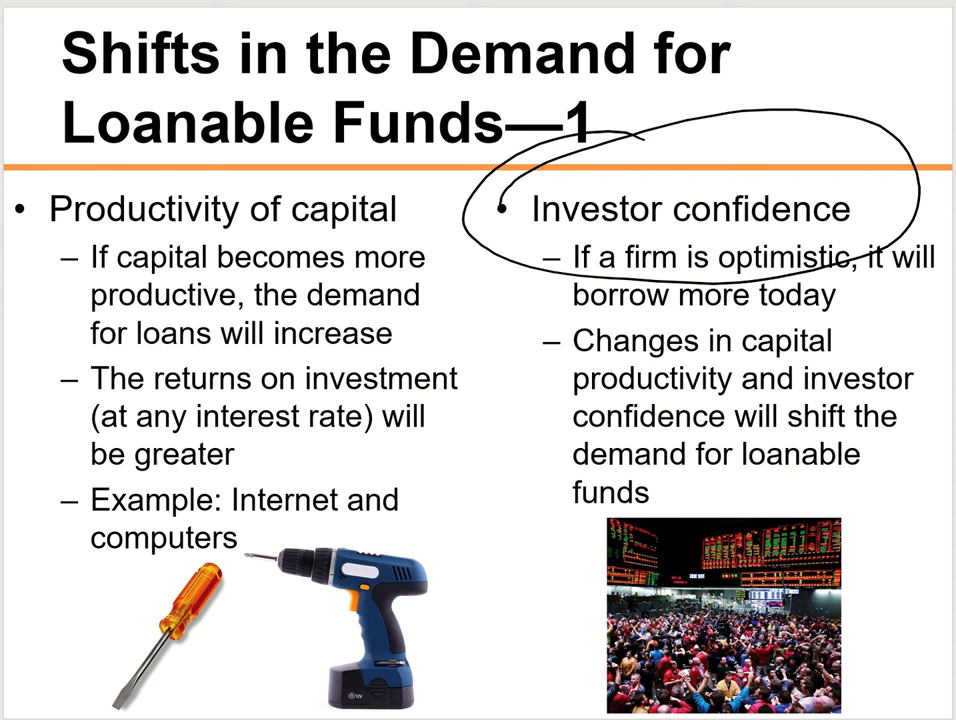 Shifts in the Demand for
Loanable Funds—1
• Productivity of capital
– If capital becomes more
productive, the demand
for loans will increase
– The returns on investment
(at any interest rate) will
be greater
– Example: Internet and
computers
• Investor confidence
– If a firm is optimistic, it will
borrow more today
– Changes in capital
productivity and investor
confidence will shift the
demand for loanable
funds
12V